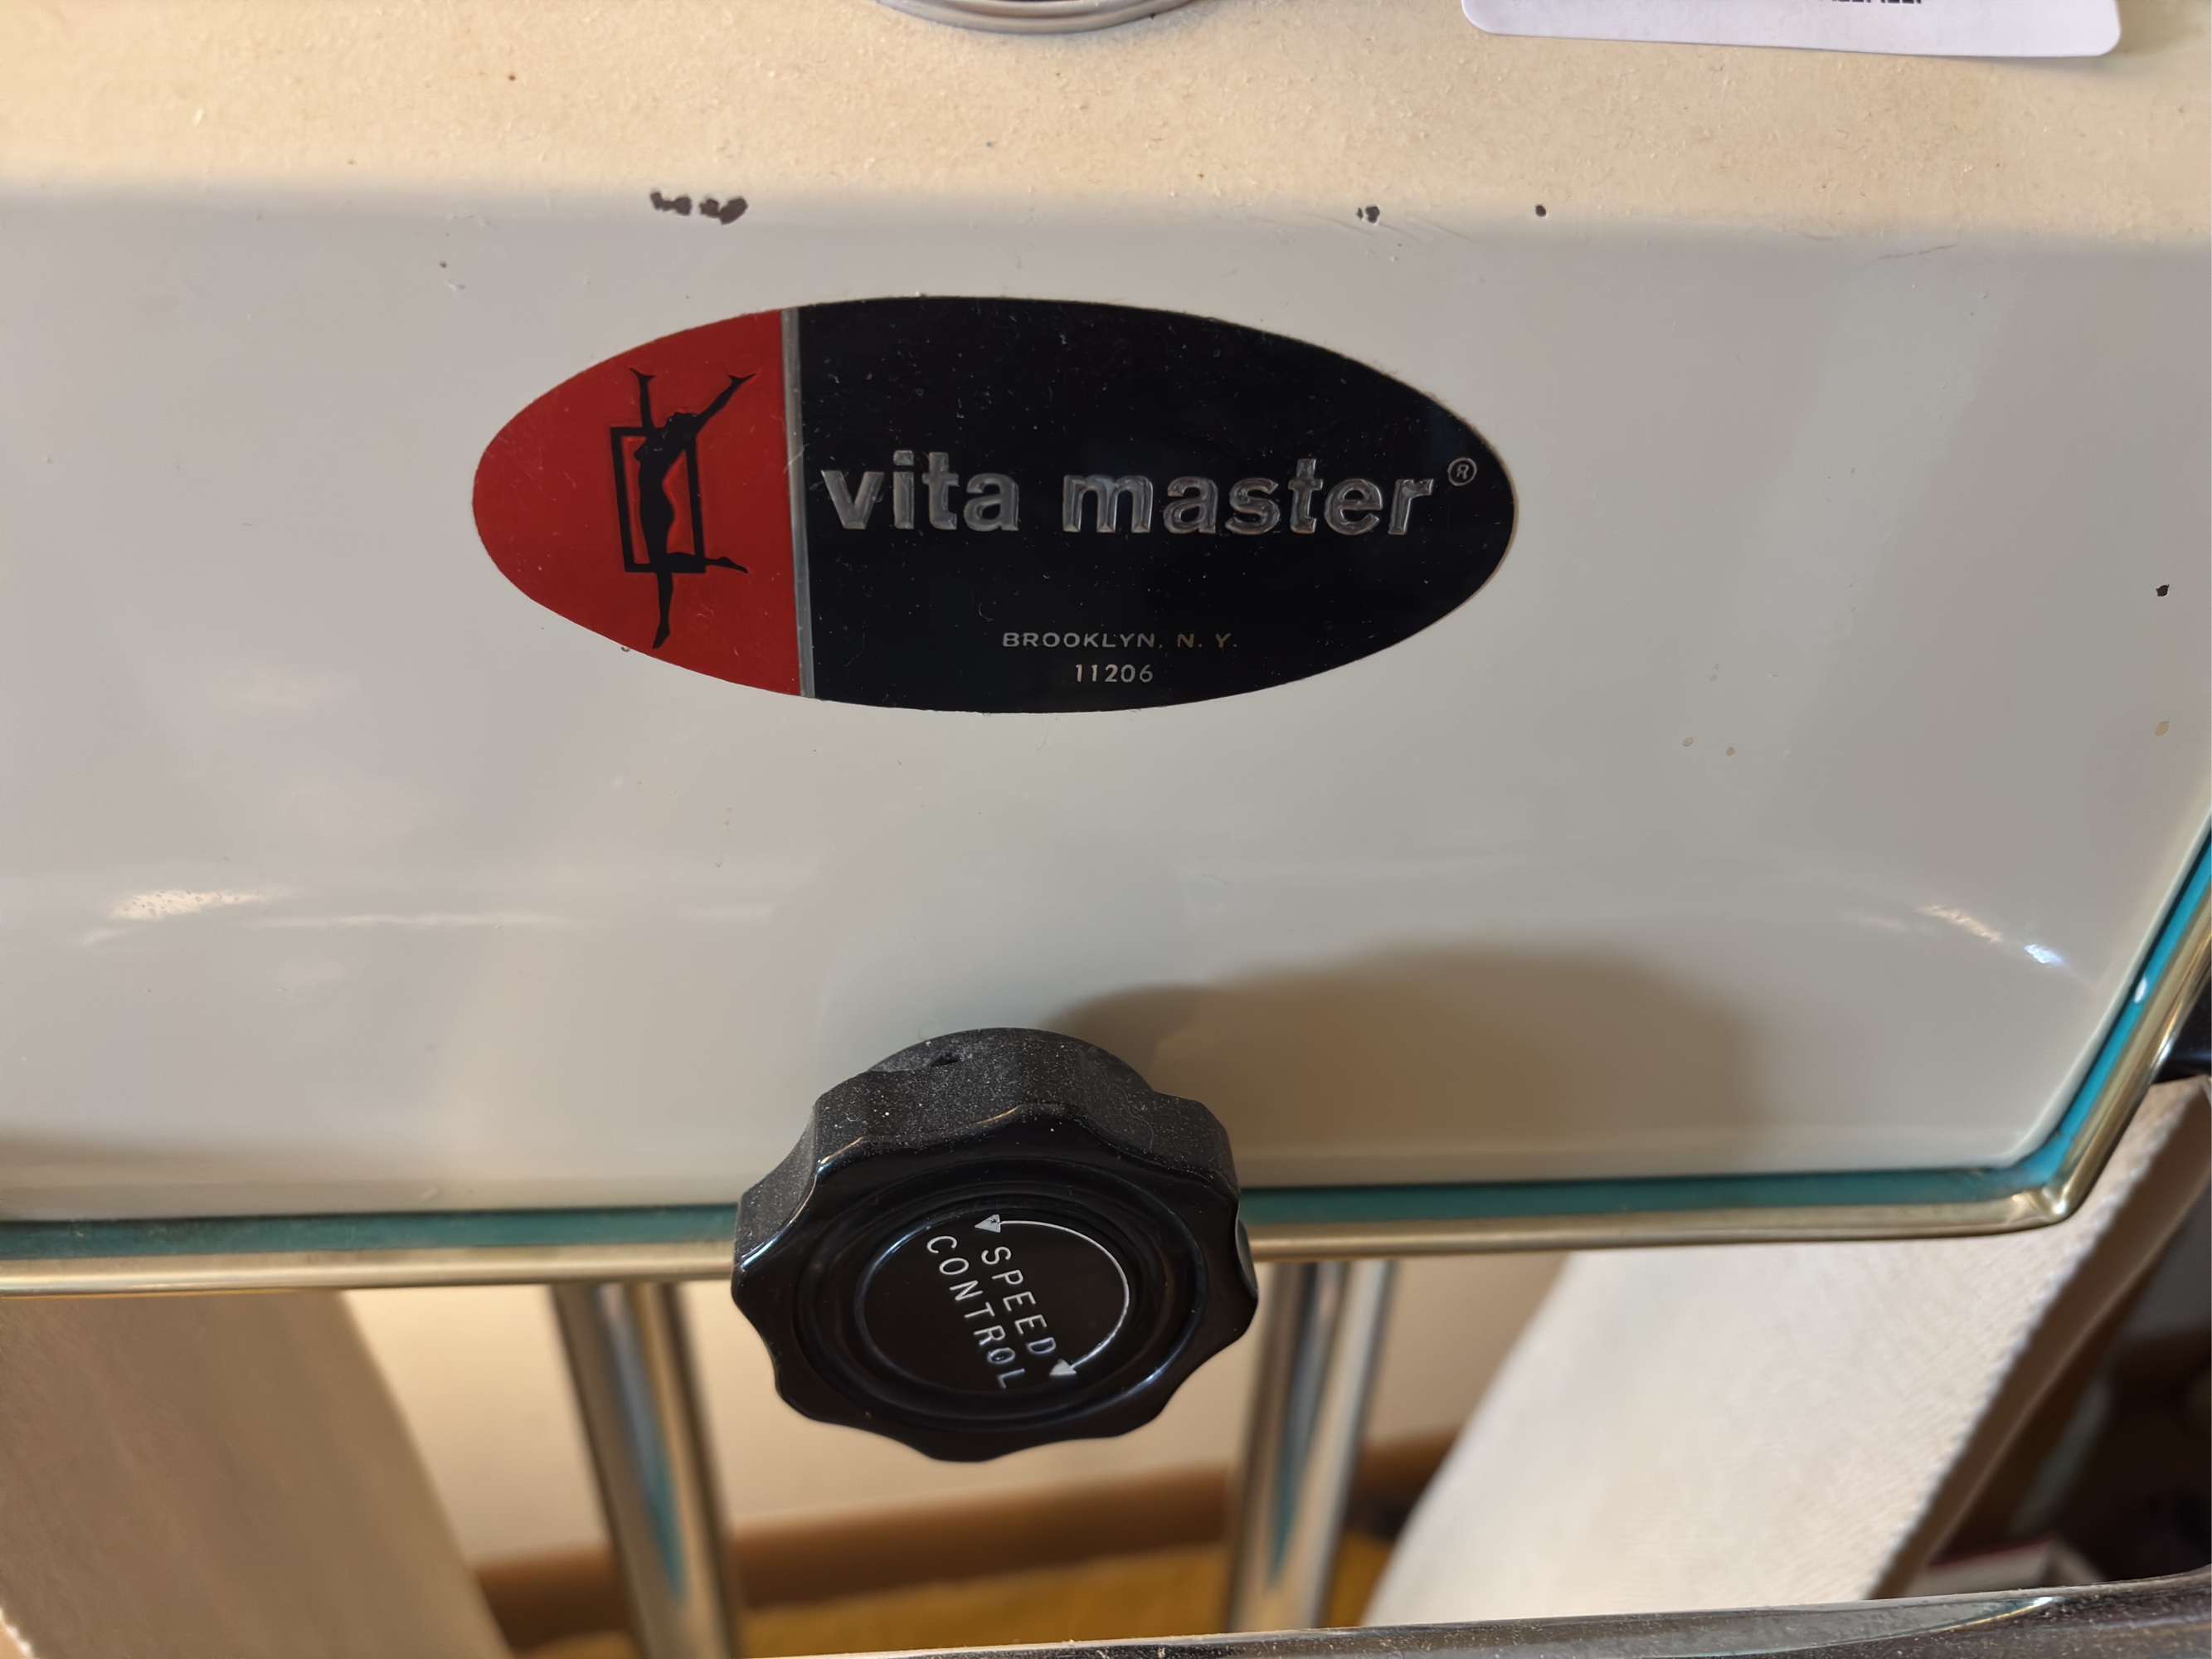 vita master®
BROOKLYN, N. Y.
11206
SPEED
CONTROL